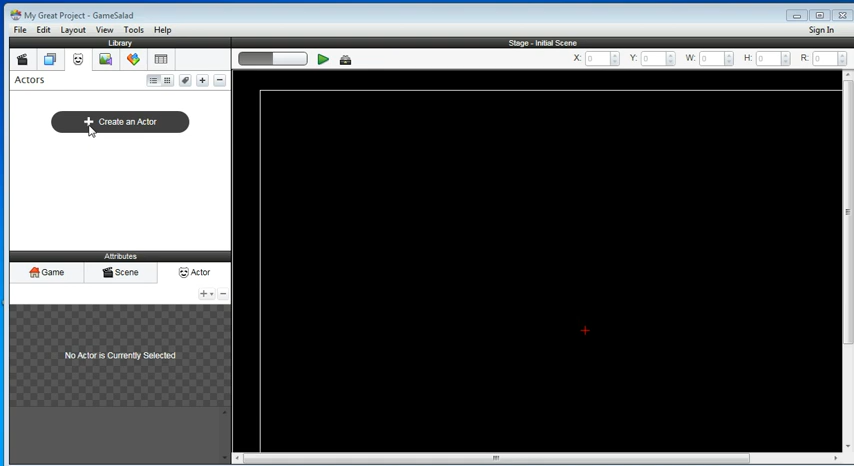 My Great Project - GameSalad
File Edit Layout View Tools Help Sign In
Library
Stage - Initial Scene
X: 0 Y: 0 W: 0 H: 0 R: 0
Actors
Create an Actor
Attributes
Game Scene Actor
No Actor is Currently Selected